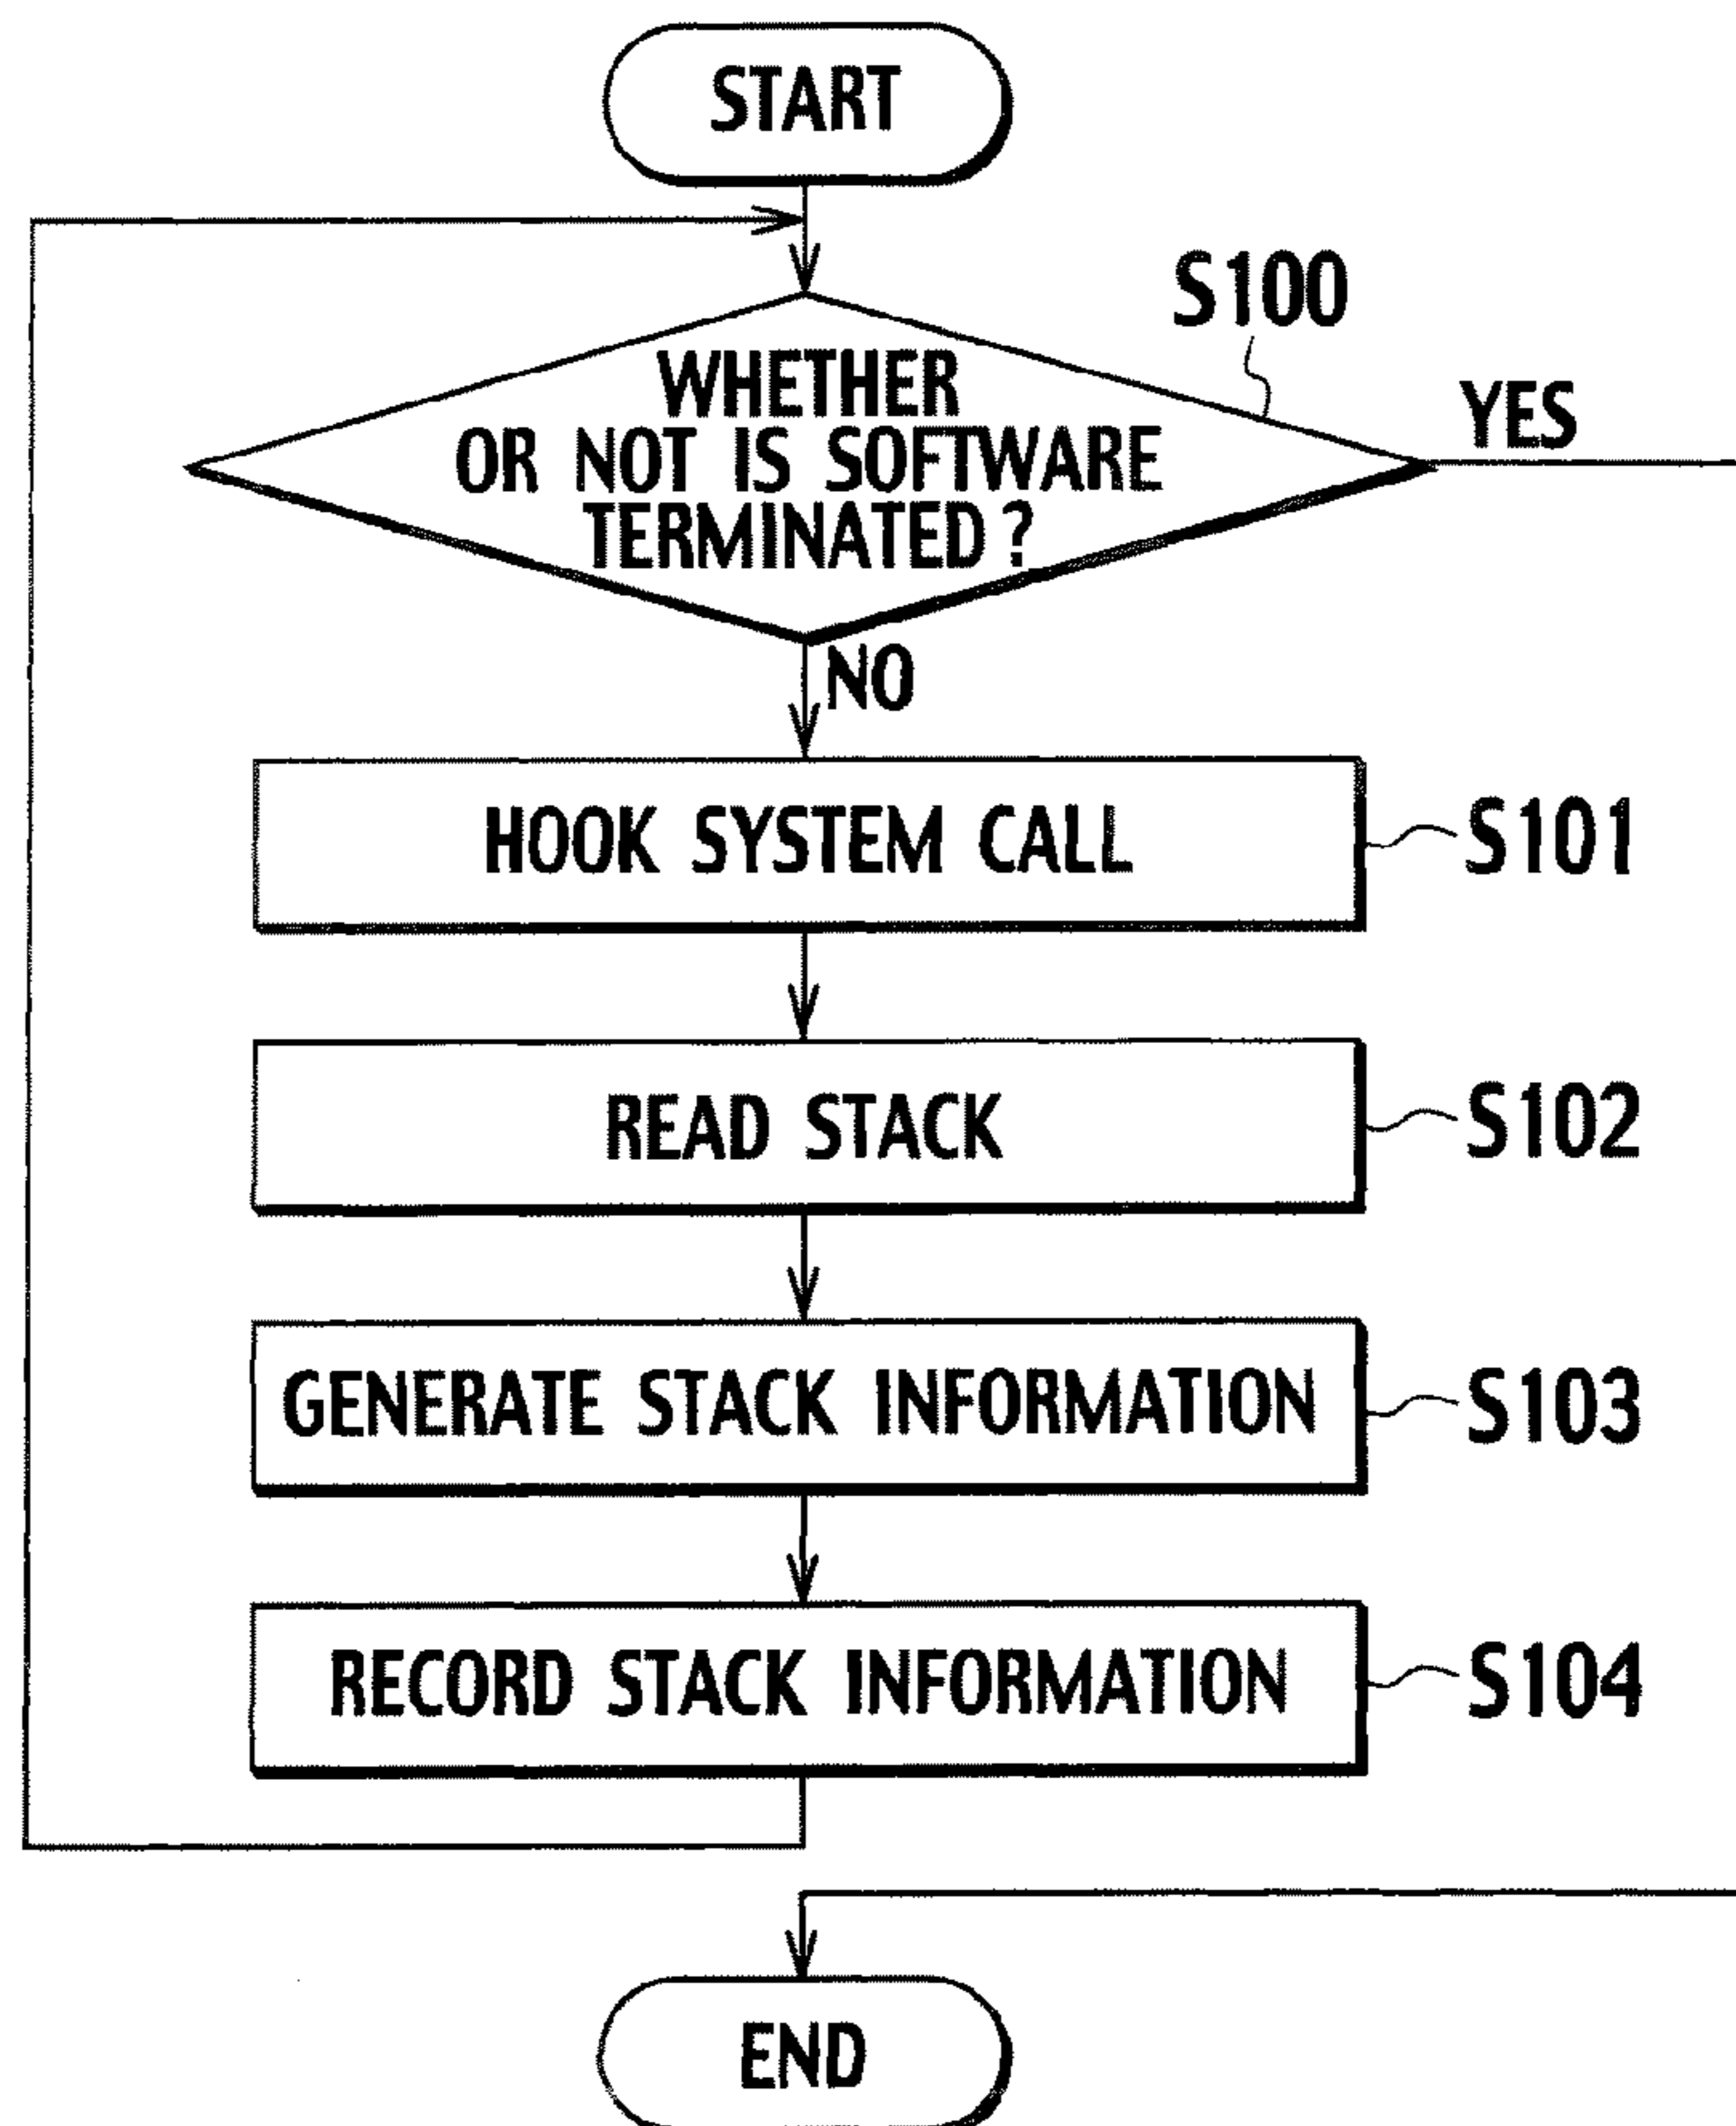 START
S100
WHETHER
OR NOT IS SOFTWARE
TERMINATED ?
YES
NO
HOOK SYSTEM CALL
S101
READ STACK
S102
GENERATE STACK INFORMATION
S103
RECORD STACK INFORMATION
S104
END